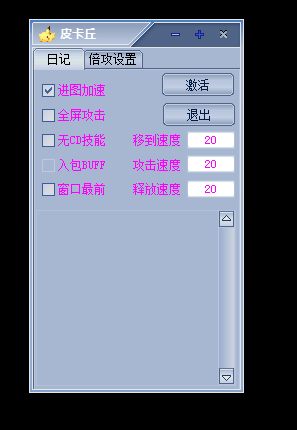 皮卡丘
日记 倍攻设置
进图加速 激活
全屏攻击 退出
无CD技能 移到速度 20
入包BUFF 攻击速度 20
窗口最前 释放速度 20